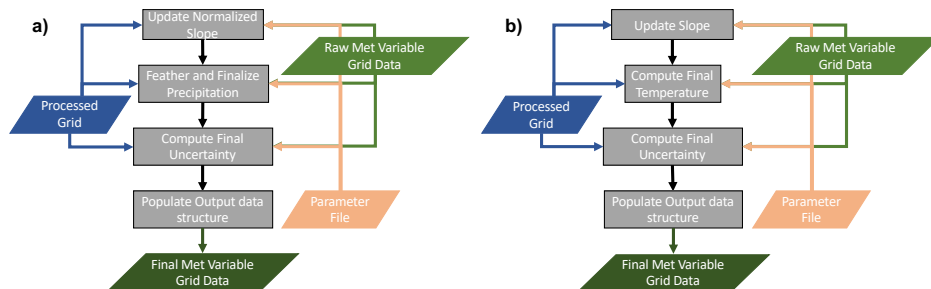 a)
Update Normalized
Slope
Raw Met Variable
Grid Data
Feather and Finalize
Precipitation
Processed
Grid
Compute Final
Uncertainty
Populate Output data
structure
Parameter
File
Final Met Variable
Grid Data
b)
Update Slope
Raw Met Variable
Grid Data
Compute Final
Temperature
Processed
Grid
Compute Final
Uncertainty
Populate Output data
structure
Parameter
File
Final Met Variable
Grid Data